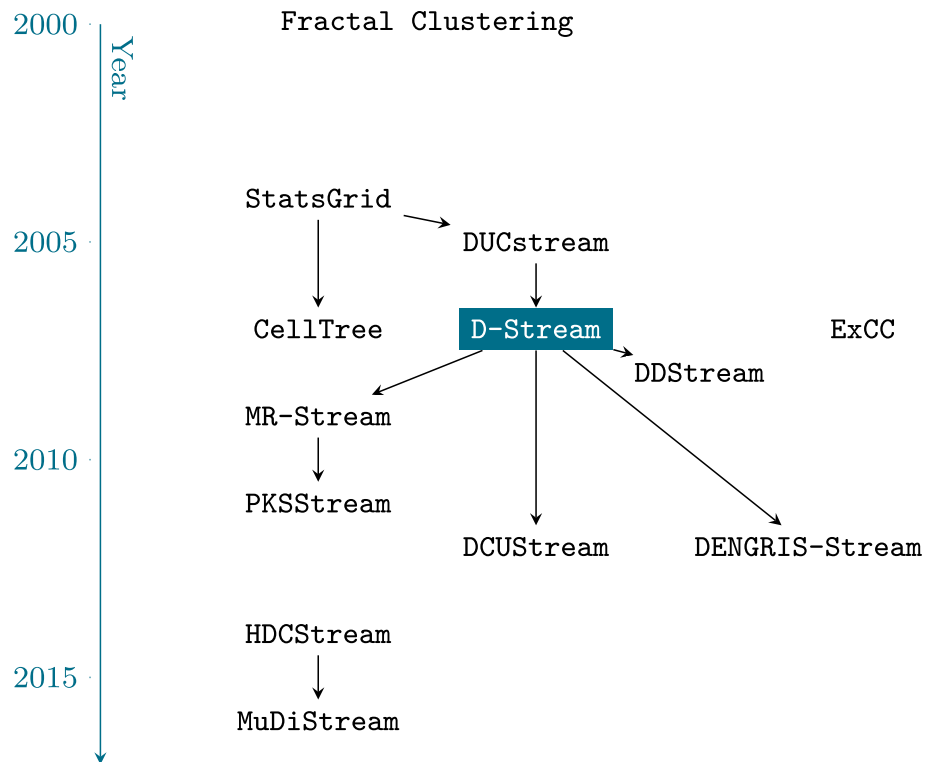 2000
Fractal Clustering
Year
StatsGrid
2005
DUCstream
CellTree
D-Stream
ExCC
DDStream
MR-Stream
2010
PKSStream
DCUStream
DENGRIS-Stream
HDCStream
2015
MuDiStream